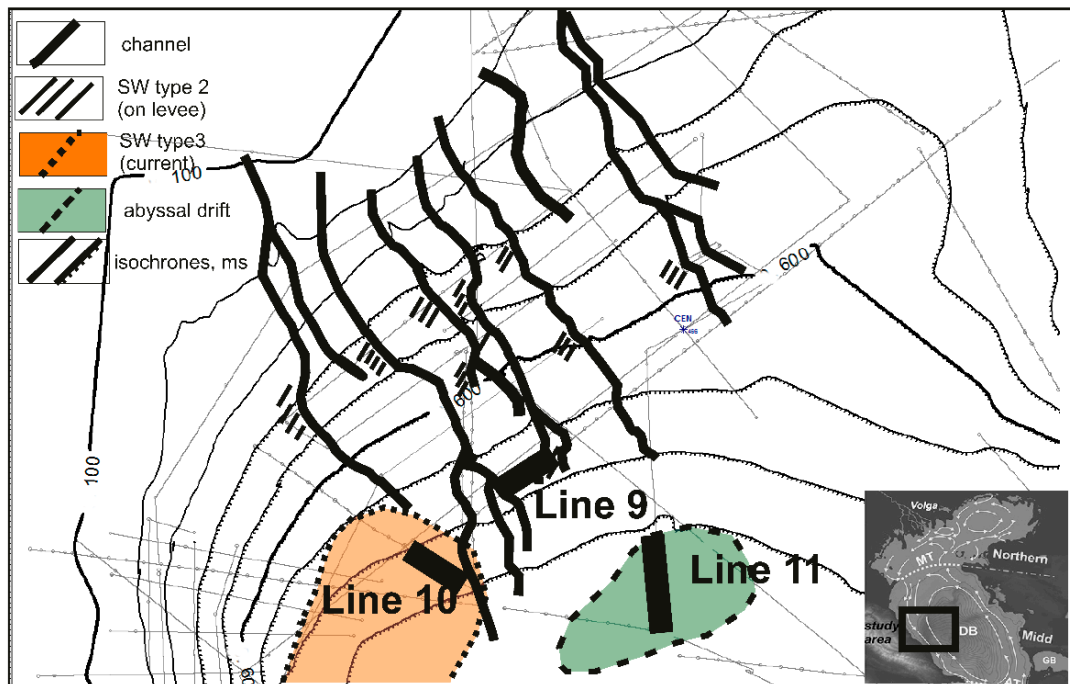 channel
SW type 2
(on levee)
SW type3
(current)
abyssal drift
isochrones, ms
100
100
600
600
CEN
Line 9
Line 10
Line 11
Volga
MT
Northern
study
area
DB
Midd
GB
AT